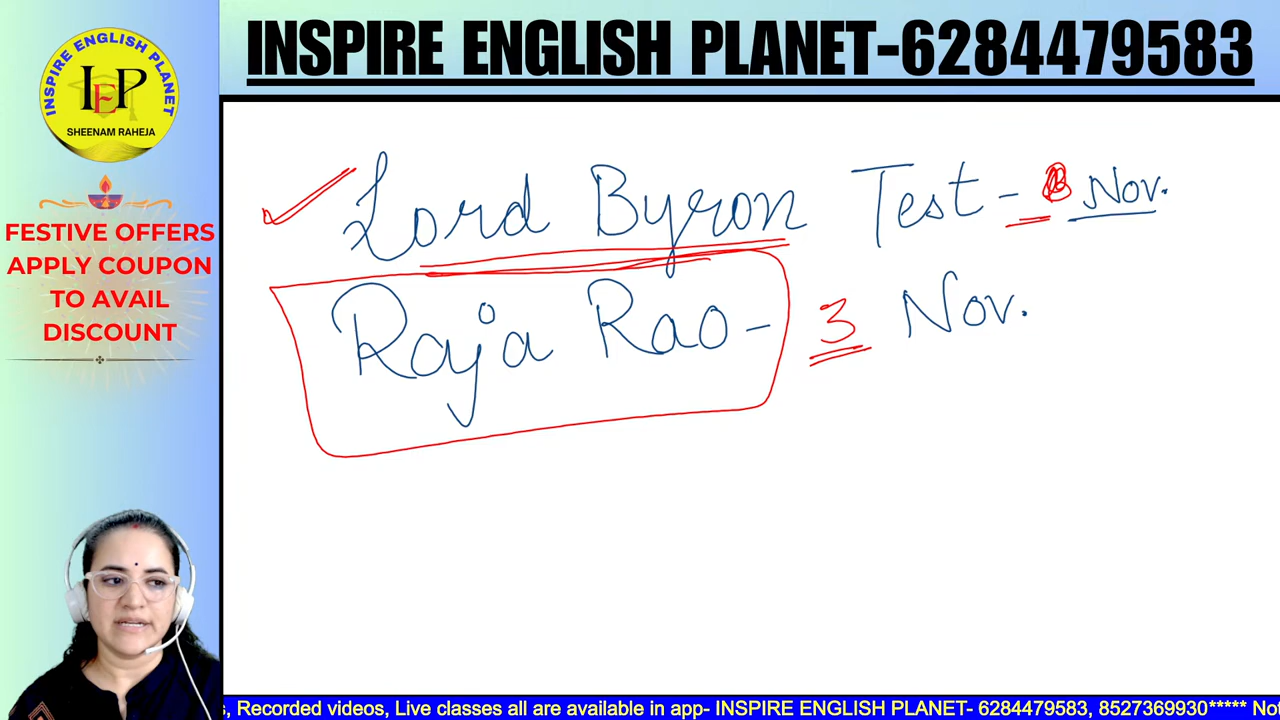 INSPIRE ENGLISH PLANET-6284479583
INSPIRE ENGLISH PLANET
IEP
SHEENAM RAHEJA
FESTIVE OFFERS
APPLY COUPON
TO AVAIL
DISCOUNT
Lord Byron Test - Nov.
Raja Rao - 3 Nov.
s, Recorded videos, Live classes all are available in app- INSPIRE ENGLISH PLANET- 6284479583, 8527369930***** No